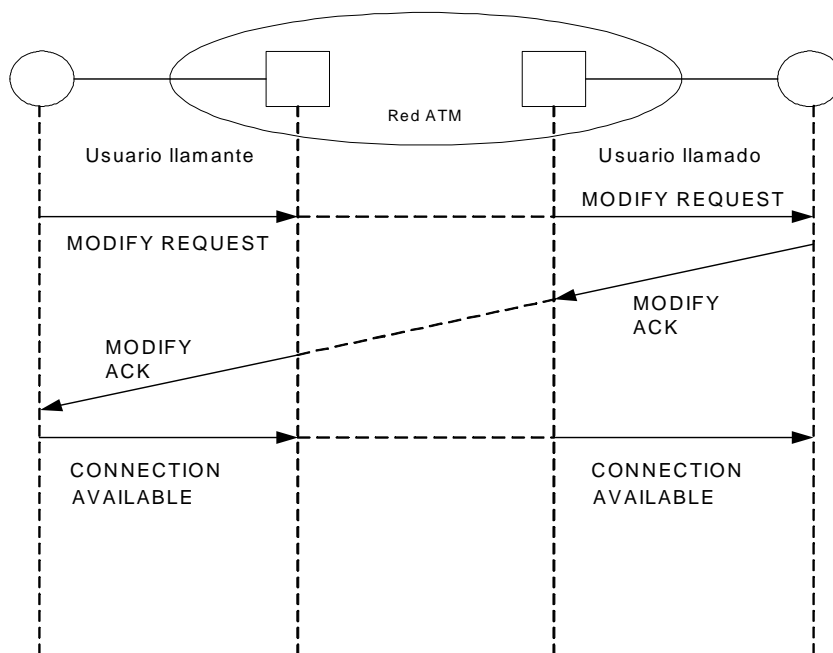 Red ATM
Usuario llamante
Usuario llamado
MODIFY REQUEST
MODIFY REQUEST
MODIFY
ACK
MODIFY
ACK
CONNECTION
AVAILABLE
CONNECTION
AVAILABLE